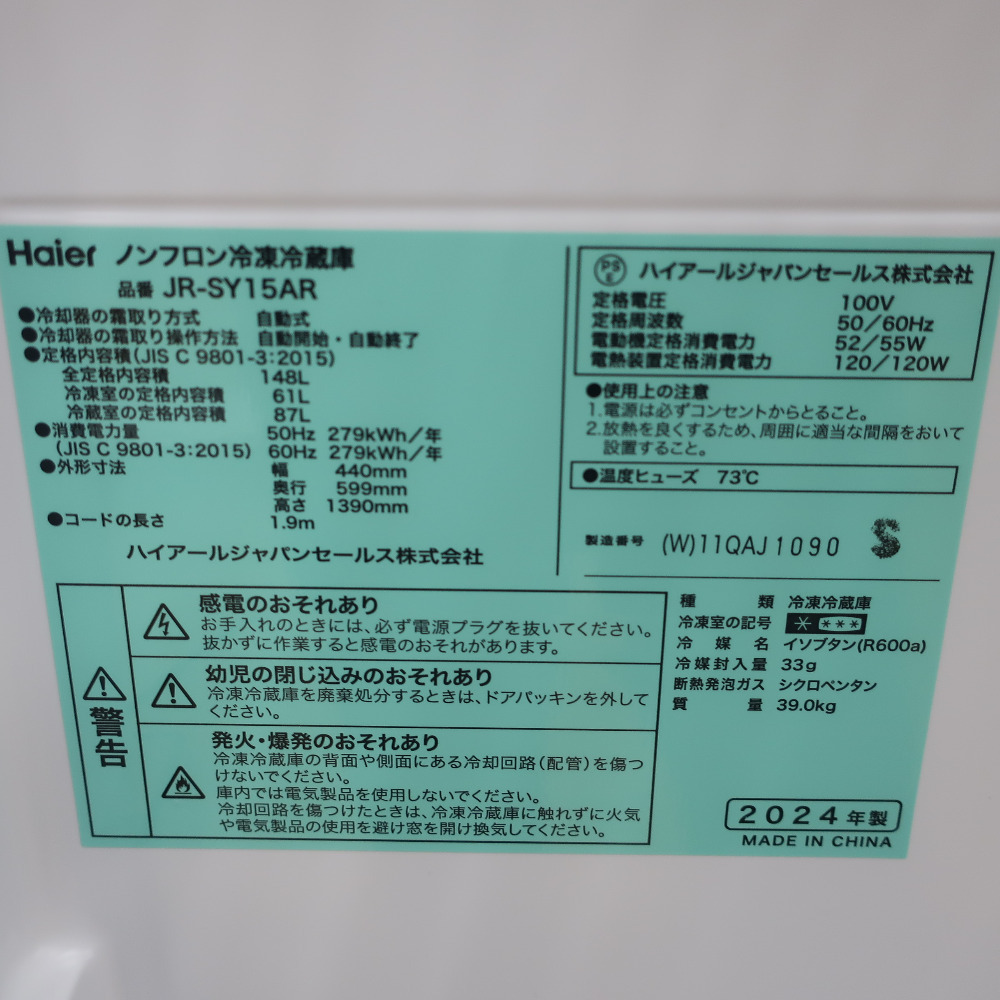 Haier ノンフロン冷凍冷蔵庫
品番 JR-SY15AR
●冷却器の霜取り方式 自動式
●冷却器の霜取り操作方法 自動開始・自動終了
●定格内容積(JIS C 9801-3:2015)
全定格内容積 148L
冷凍室の定格内容積 61L
冷蔵室の定格内容積 87L
●消費電力量 50Hz 279kWh/年
(JIS C 9801-3:2015) 60Hz 279kWh/年
●外形寸法 幅 440mm
奥行 599mm
高さ 1390mm
●コードの長さ 1.9m
ハイアールジャパンセールス株式会社
PSE ハイアールジャパンセールス株式会社
定格電圧 100V
定格周波数 50/60Hz
電動機定格消費電力 52/55W
電熱装置定格消費電力 120/120W
●使用上の注意
1.電源は必ずコンセントからとること。
2.放熱を良くするため、周囲に適当な間隔をおいて
設置すること。
●温度ヒューズ 73℃
製造番号 (W)11QAJ1090 S
警告
感電のおそれあり
お手入れのときには、必ず電源プラグを抜いてください。
抜かずに作業すると感電のおそれがあります。
幼児の閉じ込みのおそれあり
冷凍冷蔵庫を廃棄処分するときは、ドアパッキンを外して
ください。
発火・爆発のおそれあり
冷凍冷蔵庫の背面や側面にある冷却回路(配管)を傷つ
けないでください。
庫内では電気製品を使用しないでください。
冷却回路を傷つけたときは、冷凍冷蔵庫に触れずに火気
や電気製品の使用を避け窓を開け換気してください。
種類 冷凍冷蔵庫
冷凍室の記号 * ***
冷媒名 イソブタン(R600a)
冷媒封入量 33g
断熱発泡ガス シクロペンタン
質量 39.0kg
2024年製
MADE IN CHINA